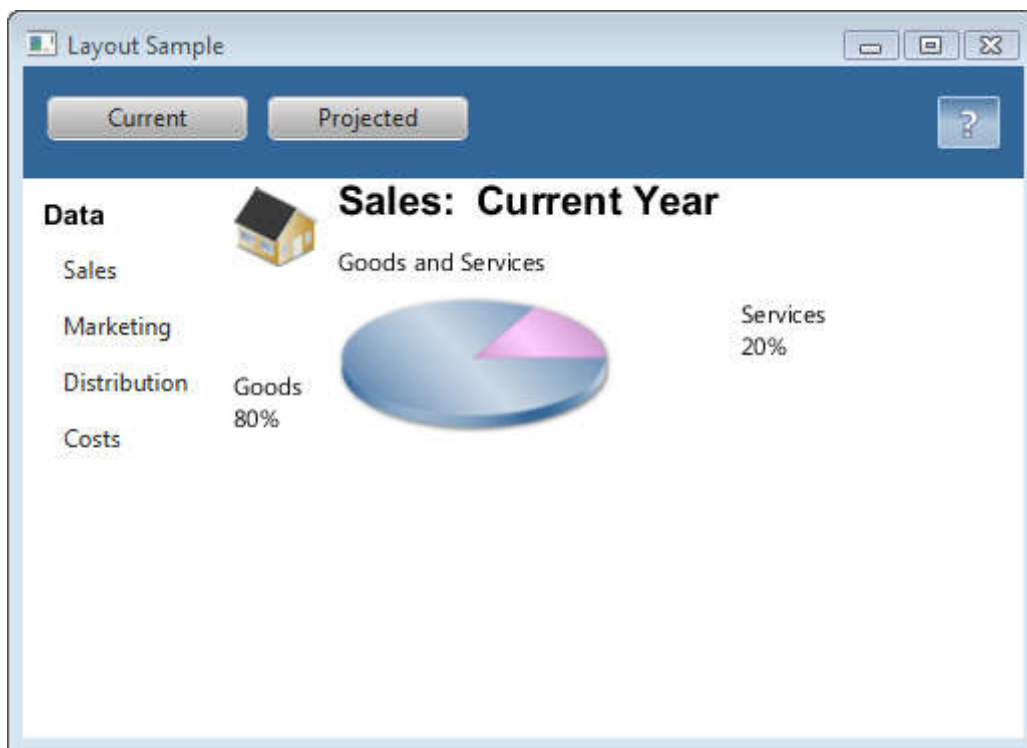 Layout Sample
Current
Projected
?
Data
Sales
Marketing
Distribution
Costs
Sales:  Current Year
Goods and Services
Goods
80%
Services
20%